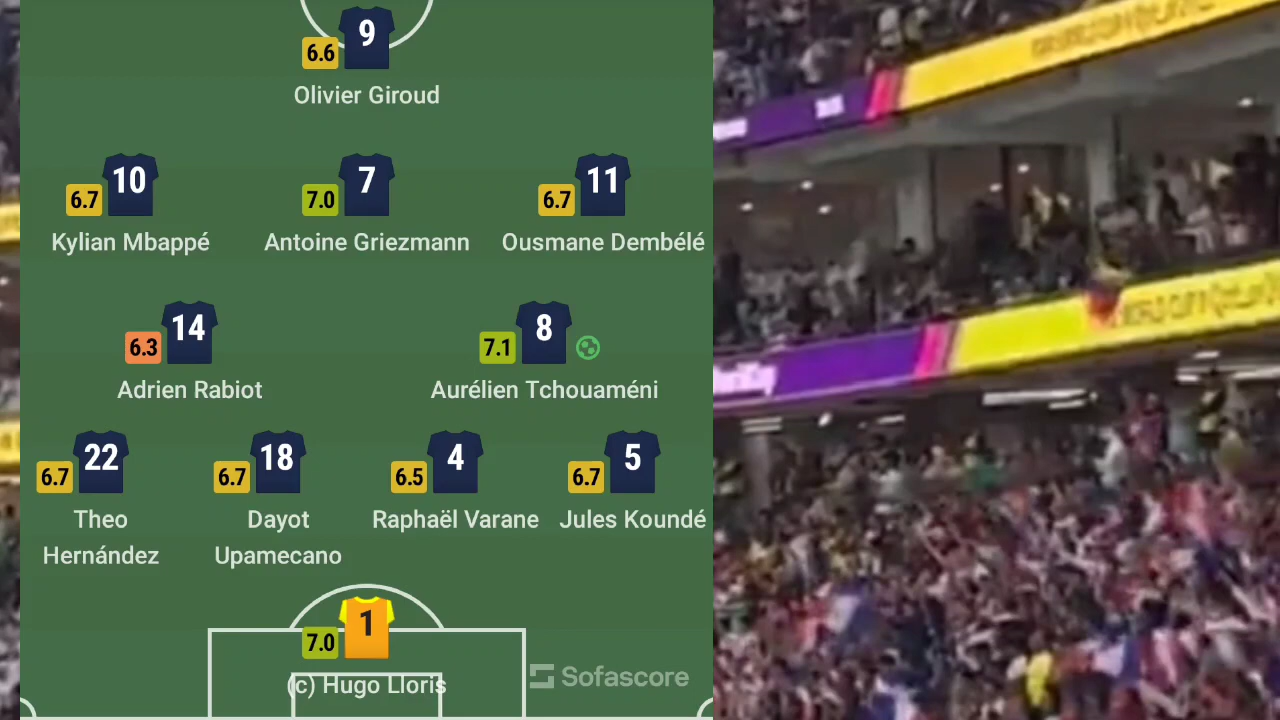 9
6.6
Olivier Giroud
10
6.7
Kylian Mbappé
7
7.0
Antoine Griezmann
11
6.7
Ousmane Dembélé
14
6.3
Adrien Rabiot
8
7.1
Aurélien Tchouaméni
22
6.7
Theo
Hernández
18
6.7
Dayot
Upamecano
4
6.5
Raphaël Varane
5
6.7
Jules Koundé
1
7.0
(c) Hugo Lloris
Sofascore